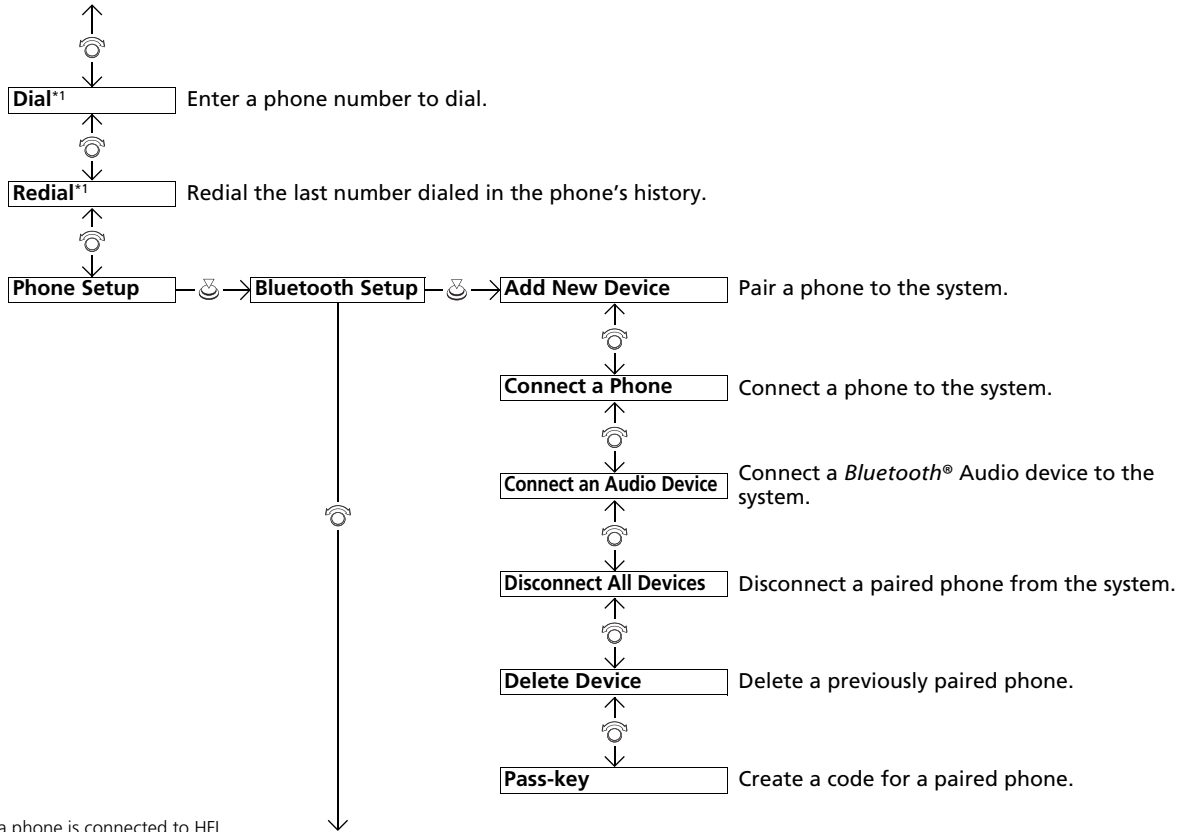 Dial*1 Enter a phone number to dial.
Redial*1 Redial the last number dialed in the phone's history.
Phone Setup Bluetooth Setup Add New Device Pair a phone to the system.
Connect a Phone Connect a phone to the system.
Connect an Audio Device Connect a Bluetooth® Audio device to the
system.
Disconnect All Devices Disconnect a paired phone from the system.
Delete Device Delete a previously paired phone.
Pass-key Create a code for a paired phone.
a phone is connected to HFL